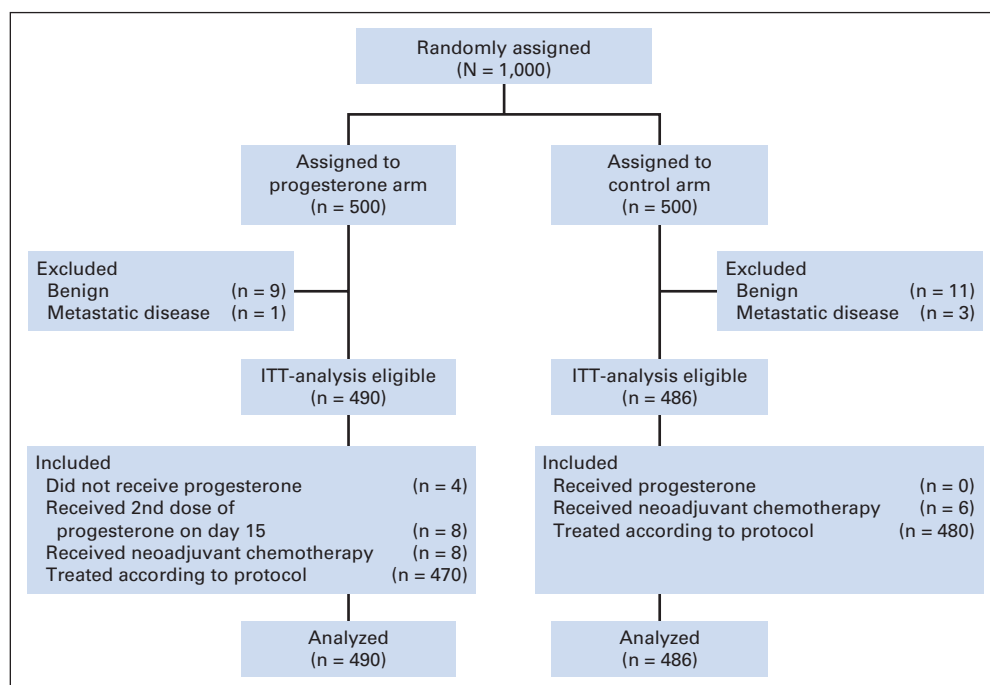 Randomly assigned
(N = 1,000)
Assigned to
progesterone arm
(n = 500)
Assigned to
control arm
(n = 500)
Excluded
Benign (n = 9)
Metastatic disease (n = 1)
Excluded
Benign (n = 11)
Metastatic disease (n = 3)
ITT-analysis eligible
(n = 490)
ITT-analysis eligible
(n = 486)
Included
Did not receive progesterone (n = 4)
Received 2nd dose of
progesterone on day 15 (n = 8)
Received neoadjuvant chemotherapy (n = 8)
Treated according to protocol (n = 470)
Included
Received progesterone (n = 0)
Received neoadjuvant chemotherapy (n = 6)
Treated according to protocol (n = 480)
Analyzed
(n = 490)
Analyzed
(n = 486)